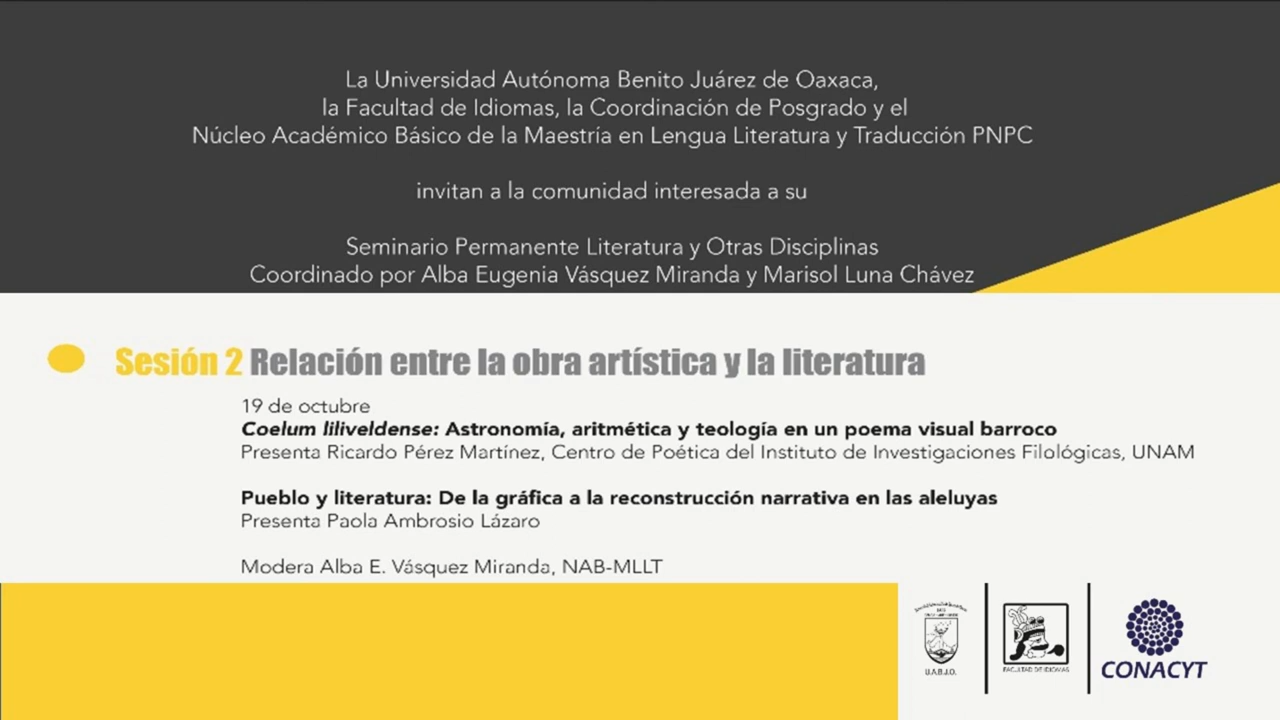 La Universidad Autónoma Benito Juárez de Oaxaca,
la Facultad de Idiomas, la Coordinación de Posgrado y el
Núcleo Académico Básico de la Maestría en Lengua Literatura y Traducción PNPC
invitan a la comunidad interesada a su
Seminario Permanente Literatura y Otras Disciplinas
Coordinado por Alba Eugenia Vásquez Miranda y Marisol Luna Chávez
Sesión 2 Relación entre la obra artística y la literatura
19 de octubre
Coelum liliveldense: Astronomía, aritmética y teología en un poema visual barroco
Presenta Ricardo Pérez Martínez, Centro de Poética del Instituto de Investigaciones Filológicas, UNAM
Pueblo y literatura: De la gráfica a la reconstrucción narrativa en las aleluyas
Presenta Paola Ambrosio Lázaro
Modera Alba E. Vásquez Miranda, NAB-MLLT
U.A.B.J.O.
FACULTAD DE IDIOMAS
CONACYT